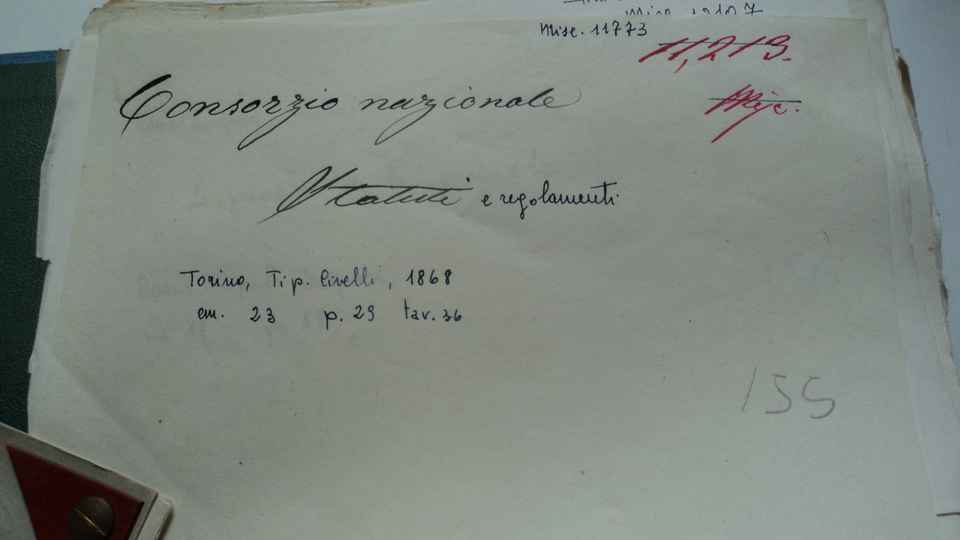 Misc. 11773
11,213.
Consorzio nazionale
Misc.
Statuti e regolamenti
Torino, Tip. Civelli, 1868
cm. 23 p. 29 tav. 36
155